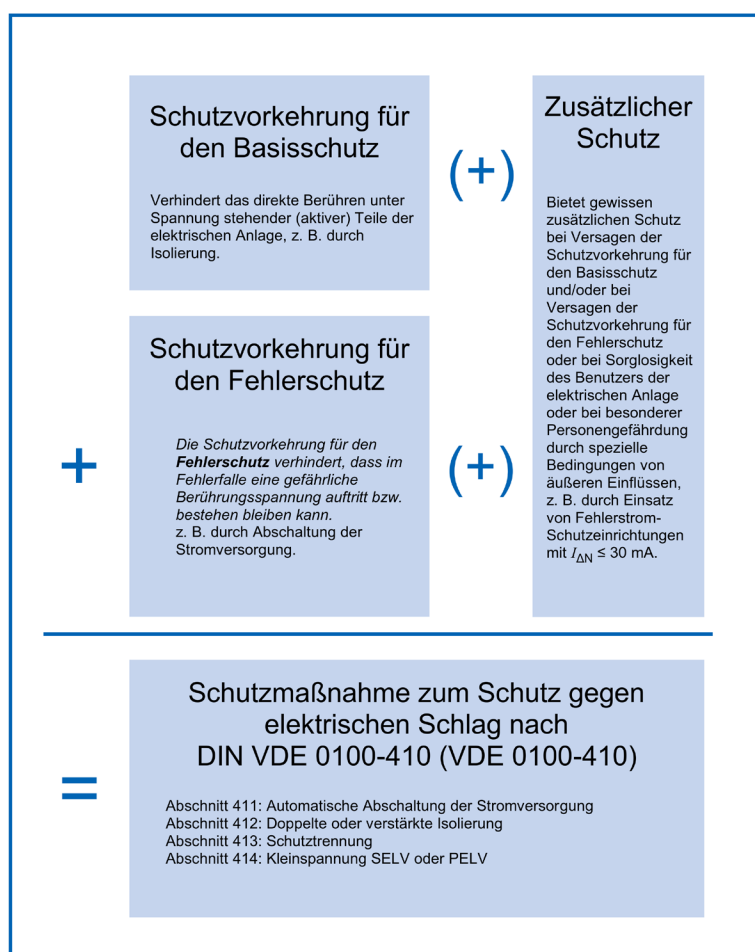 Schutzvorkehrung für
den Basisschutz
Verhindert das direkte Berühren unter
Spannung stehender (aktiver) Teile der
elektrischen Anlage, z. B. durch
Isolierung.
(+)
Zusätzlicher
Schutz
Bietet gewissen
zusätzlichen Schutz
bei Versagen der
Schutzvorkehrung für
den Basisschutz
und/oder bei
Versagen der
Schutzvorkehrung für
den Fehlerschutz
oder bei Sorglosigkeit
des Benutzers der
elektrischen Anlage
oder bei besonderer
Personengefährdung
durch spezielle
Bedingungen von
äußeren Einflüssen,
z. B. durch Einsatz
von Fehlerstrom-
Schutzeinrichtungen
mit IΔN ≤ 30 mA.
+
Schutzvorkehrung für
den Fehlerschutz
Die Schutzvorkehrung für den
Fehlerschutz verhindert, dass im
Fehlerfalle eine gefährliche
Berührungsspannung auftritt bzw.
bestehen bleiben kann.
z. B. durch Abschaltung der
Stromversorgung.
(+)
=
Schutzmaßnahme zum Schutz gegen
elektrischen Schlag nach
DIN VDE 0100-410 (VDE 0100-410)
Abschnitt 411: Automatische Abschaltung der Stromversorgung
Abschnitt 412: Doppelte oder verstärkte Isolierung
Abschnitt 413: Schutztrennung
Abschnitt 414: Kleinspannung SELV oder PELV